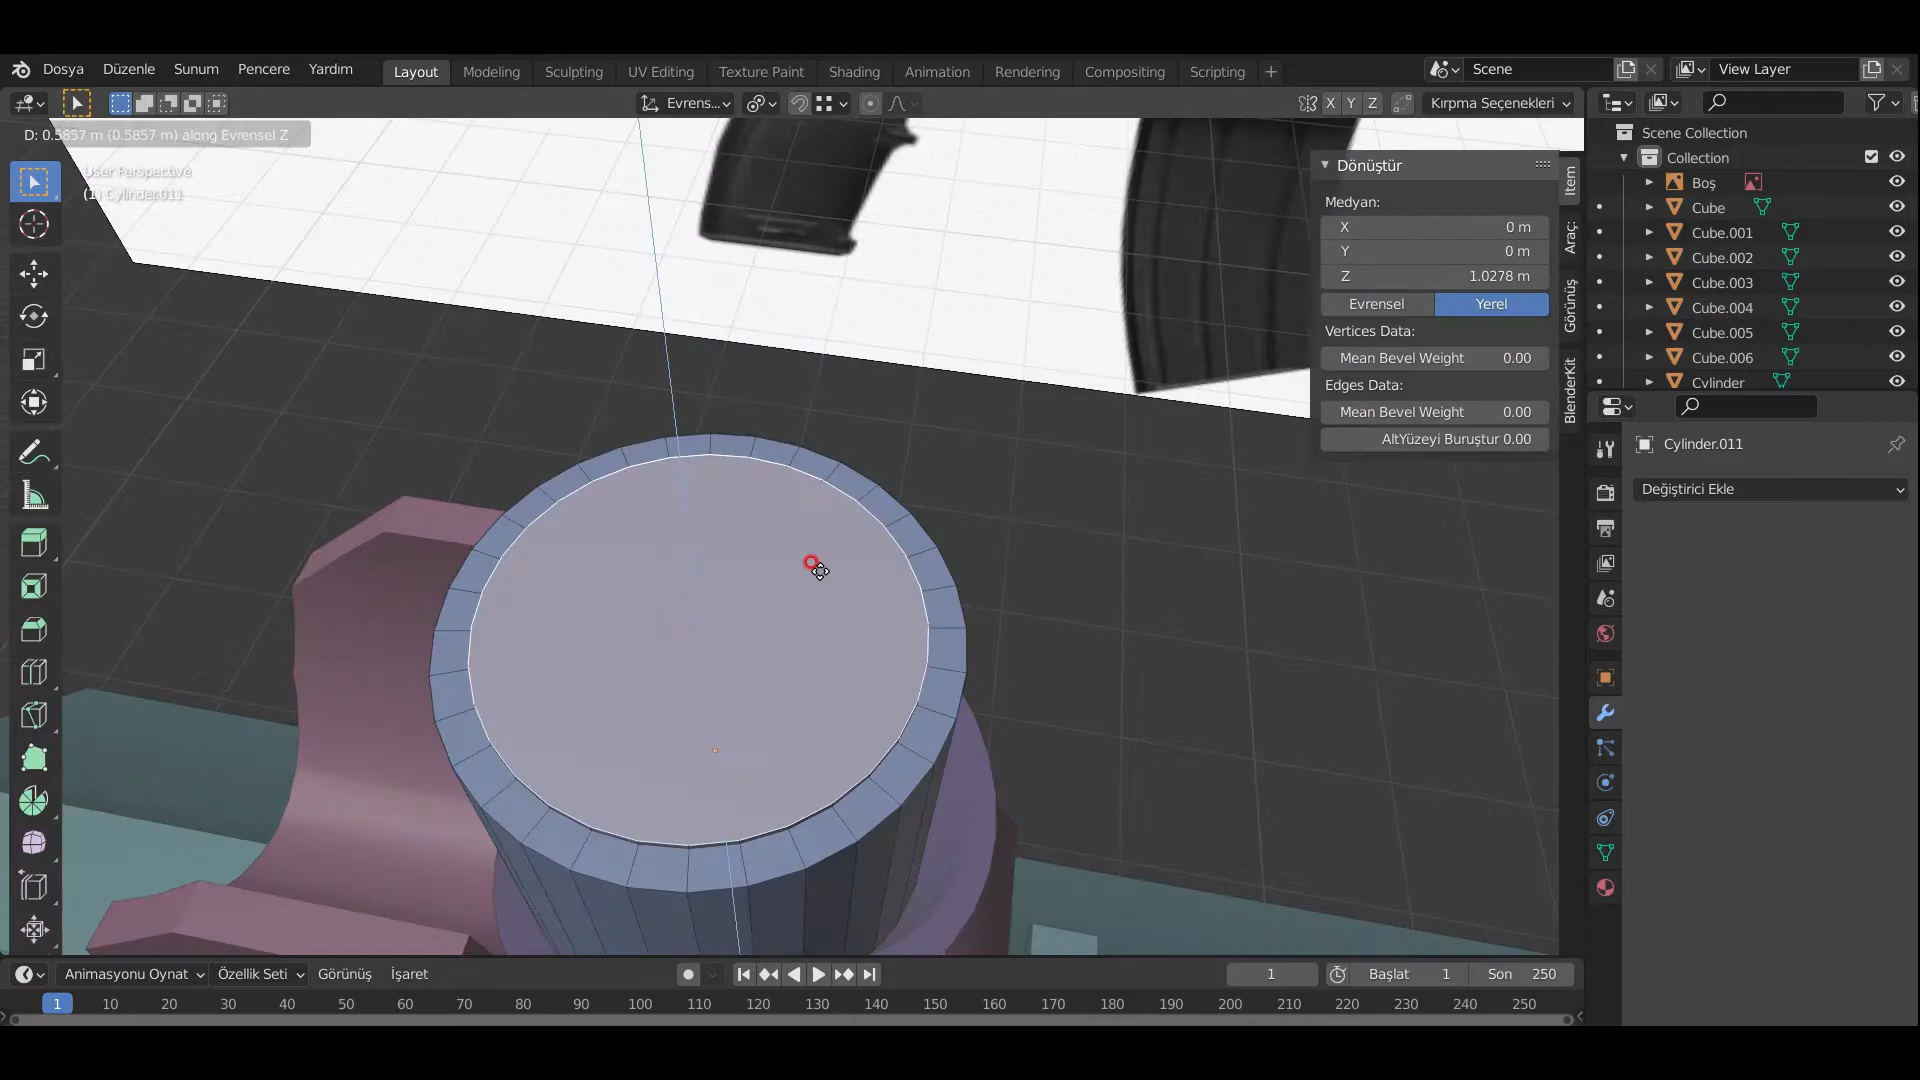 Dosya Düzenle Sunum Pencere Yardım Layout Modeling Sculpting UV Editing Texture Paint Shading Animation Rendering Compositing Scripting + Scene View Layer
Evrens... X Y Z Kırpma Seçenekleri
D: 0.5857 m (0.5857 m) along Evrensel Z
User Perspective
(1) Cylinder.011
Dönüştür
Medyan:
X 0 m
Y 0 m
Z 1.0278 m
Evrensel Yerel
Vertices Data:
Mean Bevel Weight 0.00
Edges Data:
Mean Bevel Weight 0.00
AltYüzeyi Buruştur 0.00
Item
Araç:
Görünüş
BlenderKit
Scene Collection
Collection
Boş
Cube
Cube.001
Cube.002
Cube.003
Cube.004
Cube.005
Cube.006
Cylinder
Cylinder.011
Değiştirici Ekle
Animasyonu Oynat Özellik Seti Görünüş İşaret 1 Başlat 1 Son 250
1 10 20 30 40 50 60 70 80 90 100 110 120 130 140 150 160 170 180 190 200 210 220 230 240 250